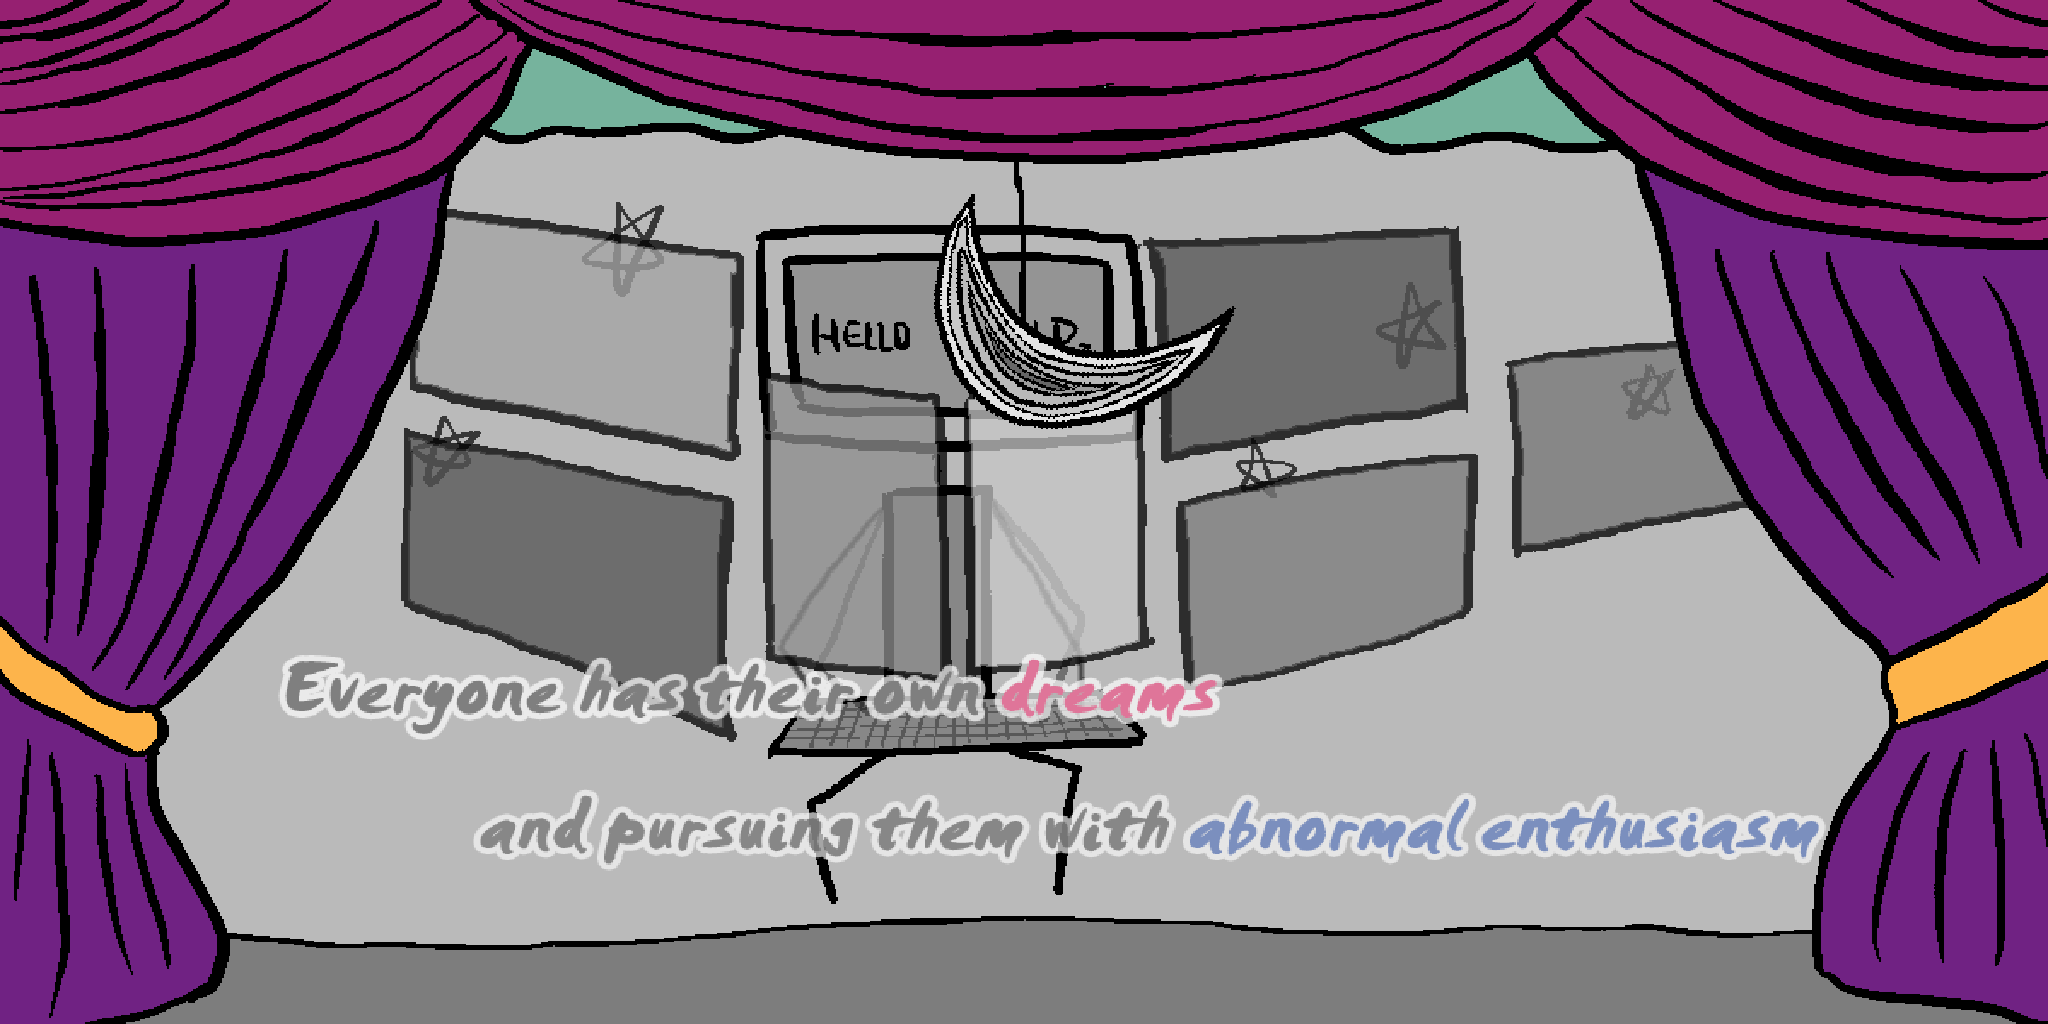 HELLO
Everyone has their own dreams
and pursuing them with abnormal enthusiasm